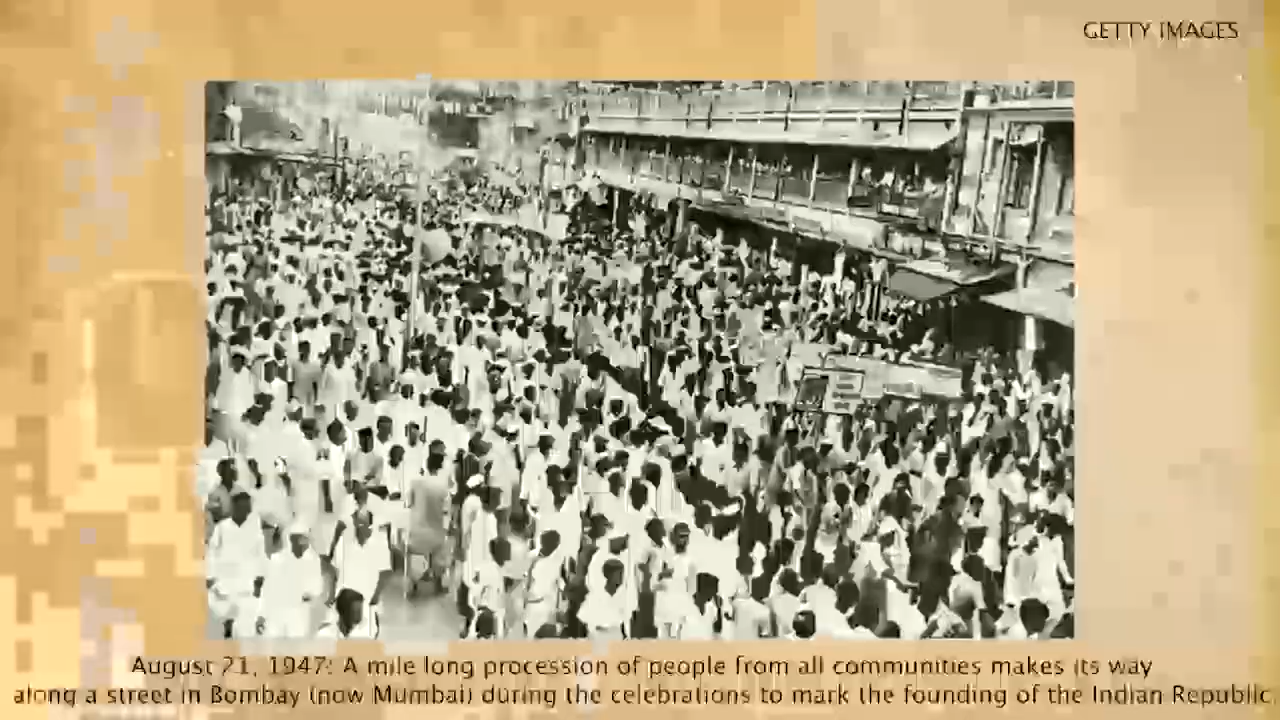 GETTY IMAGES
August 21, 1947: A mile long procession of people from all communities makes its way
along a street in Bombay (now Mumbai) during the celebrations to mark the founding of the Indian Republic.